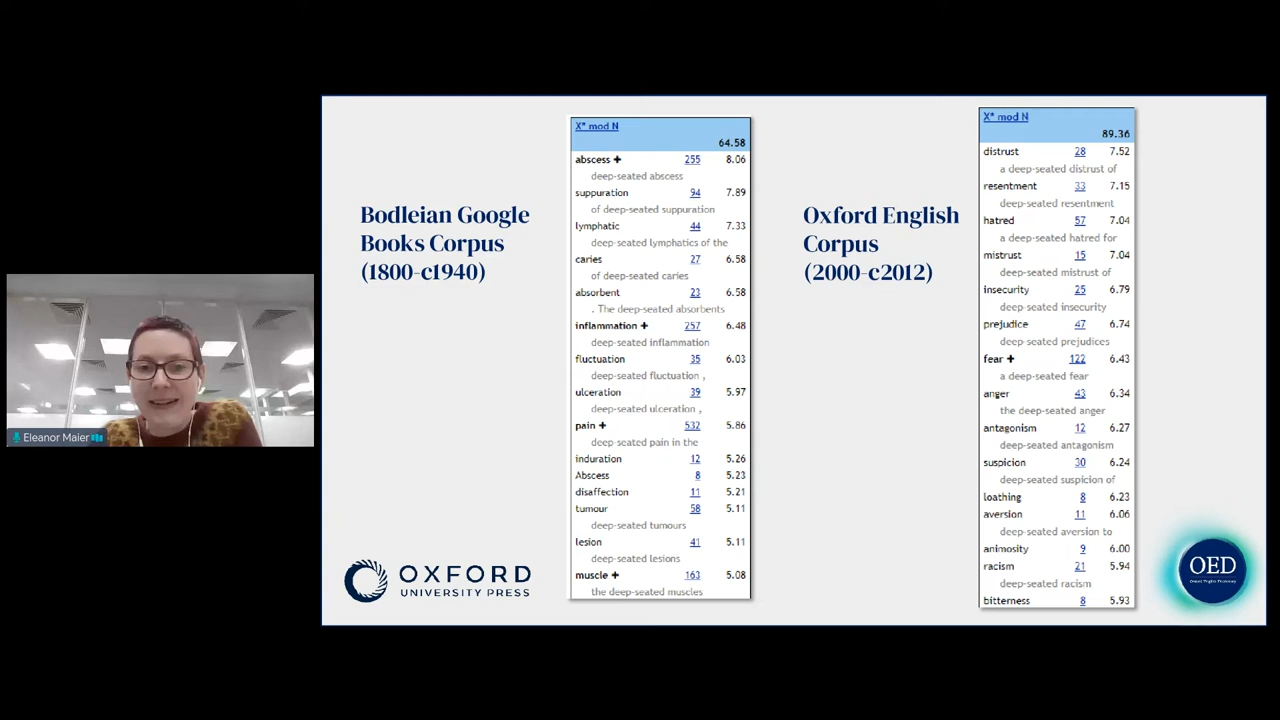 Eleanor Maier
Bodleian Google
Books Corpus
(1800-c1940)
X* mod N
64.58
abscess + 255 8.06
deep-seated abscess
suppuration 94 7.89
of deep-seated suppuration
lymphatic 44 7.33
deep-seated lymphatics of the
caries 27 6.58
of deep-seated caries
absorbent 23 6.58
. The deep-seated absorbents
inflammation + 257 6.48
deep-seated inflammation
fluctuation 35 6.03
deep-seated fluctuation ,
ulceration 39 5.97
deep-seated ulceration ,
pain + 532 5.86
deep-seated pain in the
induration 12 5.26
Abscess 8 5.23
disaffection 11 5.21
tumour 58 5.11
deep-seated tumours
lesion 41 5.11
deep-seated lesions
muscle + 163 5.08
the deep-seated muscles
Oxford English
Corpus
(2000-c2012)
X* mod N
89.36
distrust 28 7.52
a deep-seated distrust of
resentment 33 7.15
deep-seated resentment
hatred 57 7.04
a deep-seated hatred for
mistrust 15 7.04
deep-seated mistrust of
insecurity 25 6.79
deep-seated insecurity
prejudice 47 6.74
deep-seated prejudices
fear + 122 6.43
a deep-seated fear
anger 43 6.34
the deep-seated anger
antagonism 12 6.27
deep-seated antagonism
suspicion 30 6.24
deep-seated suspicion of
loathing 8 6.23
aversion 11 6.06
deep-seated aversion to
animosity 9 6.00
racism 21 5.94
deep-seated racism
bitterness 8 5.93
OXFORD
UNIVERSITY PRESS
OED
Oxford English Dictionary